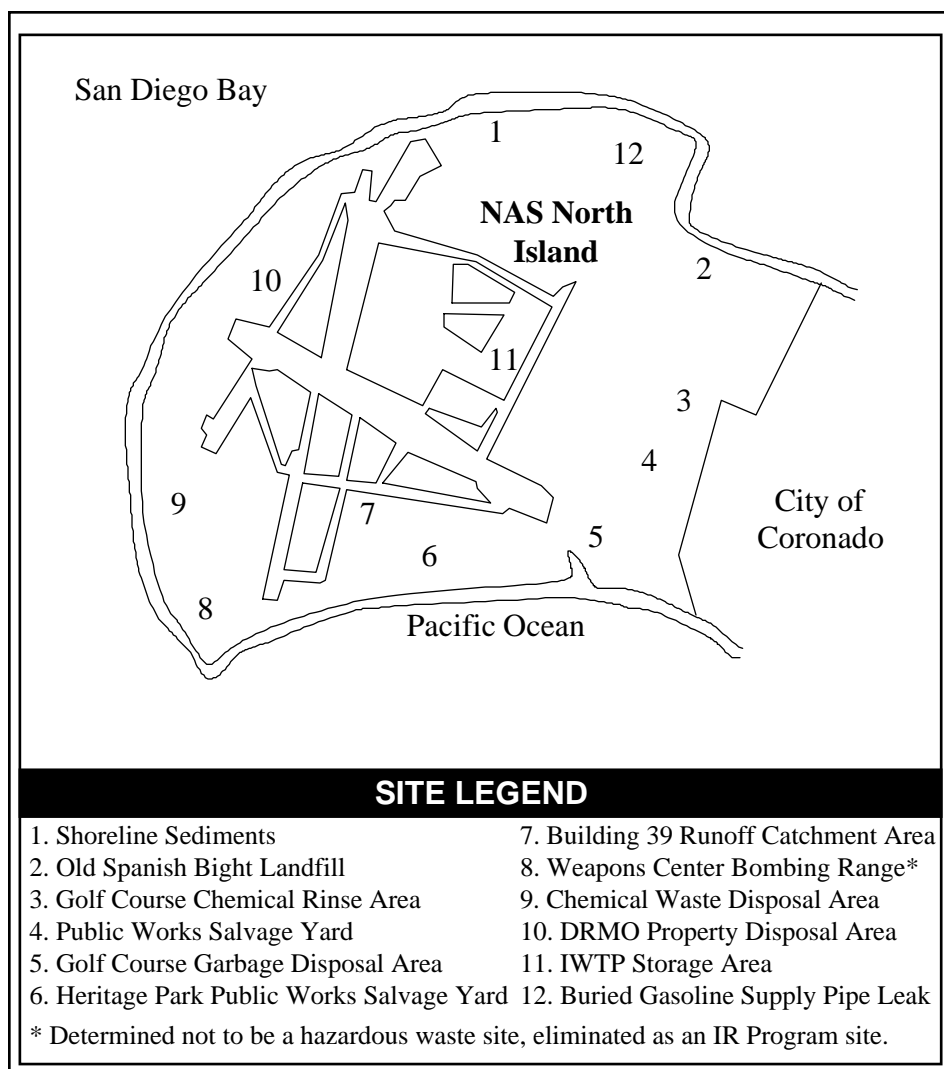 San Diego Bay
1
12
NAS North
Island
2
10
11
3
4
City of
Coronado
9
7
5
6
8
Pacific Ocean
SITE LEGEND
1. Shoreline Sediments
2. Old Spanish Bight Landfill
3. Golf Course Chemical Rinse Area
4. Public Works Salvage Yard
5. Golf Course Garbage Disposal Area
6. Heritage Park Public Works Salvage Yard
7. Building 39 Runoff Catchment Area
8. Weapons Center Bombing Range*
9. Chemical Waste Disposal Area
10. DRMO Property Disposal Area
11. IWTP Storage Area
12. Buried Gasoline Supply Pipe Leak
* Determined not to be a hazardous waste site, eliminated as an IR Program site.